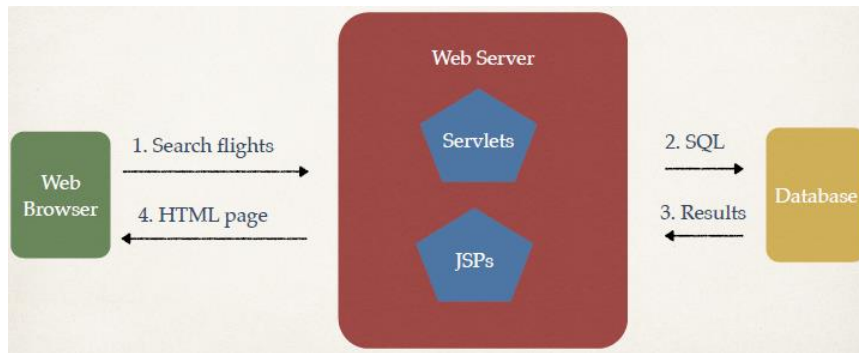 Web Server
Servlets
1. Search flights
2. SQL
Web
Browser
Database
4. HTML page
3. Results
JSPs